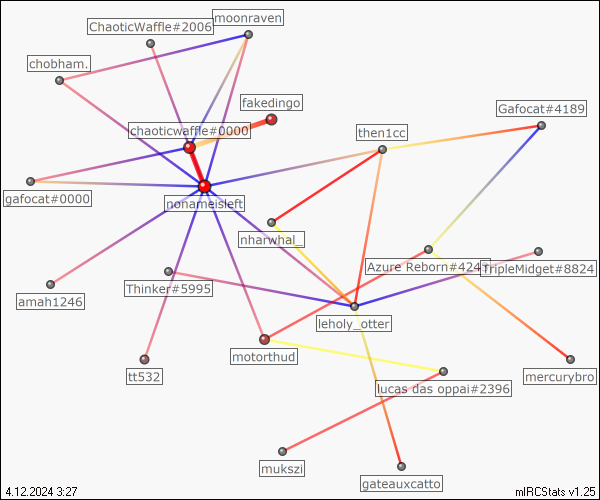 moonraven
ChaoticWaffle#2006
chobham.
fakedingo
Gafocat#4189
chaoticwaffle#0000
then1cc
gafocat#0000
nonameisleft
nharwhal_
Azure Reborn#424
TripleMidget#8824
Thinker#5995
amah1246
leholy_otter
motorthud
tt532
mercurybro
lucas das oppai#2396
mukszi
gateauxcatto
4.12.2024 3:27
mIRCStats v1.25